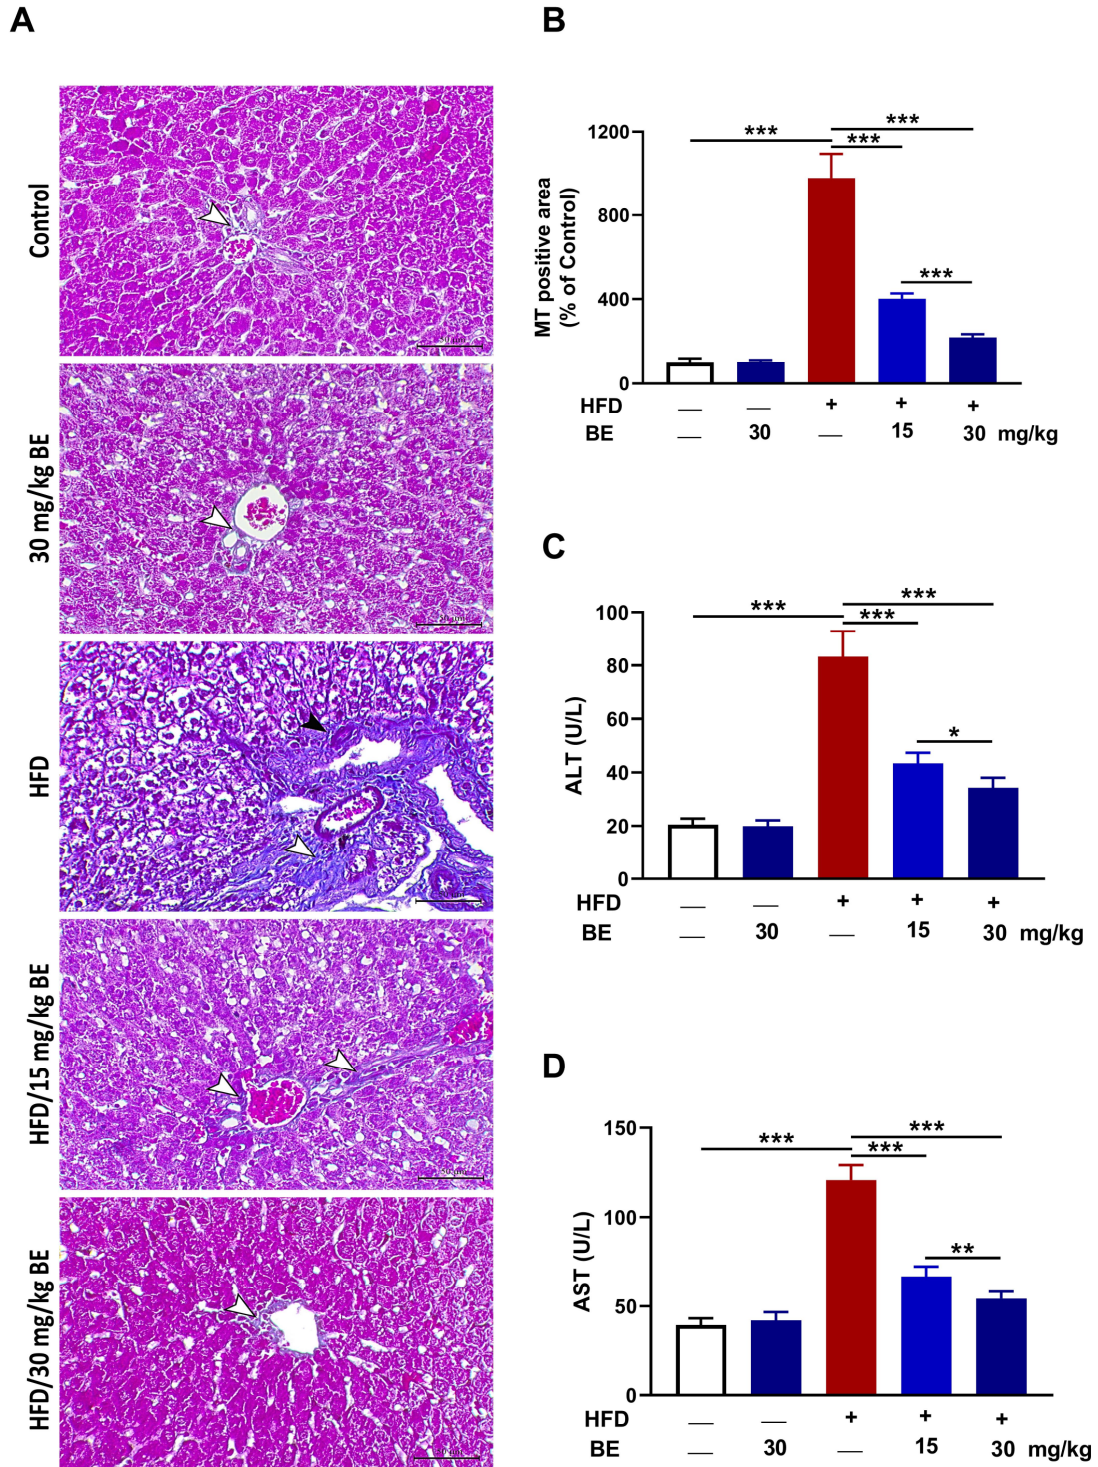 A
Control
30 mg/kg BE
HFD
HFD/15 mg/kg BE
HFD/30 mg/kg BE
B
MT positive area
(% of Control)
1200
800
400
0
***
***
***
***
HFD — — + + +
BE — 30 — 15 30 mg/kg
C
ALT (U/L)
100
80
60
40
20
0
***
***
***
*
HFD — — + + +
BE — 30 — 15 30 mg/kg
D
AST (U/L)
150
100
50
0
***
***
***
**
HFD — — + + +
BE — 30 — 15 30 mg/kg